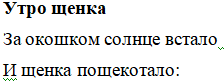 Утро щенка
За окошком солнце встало
И щенка пощекотало: